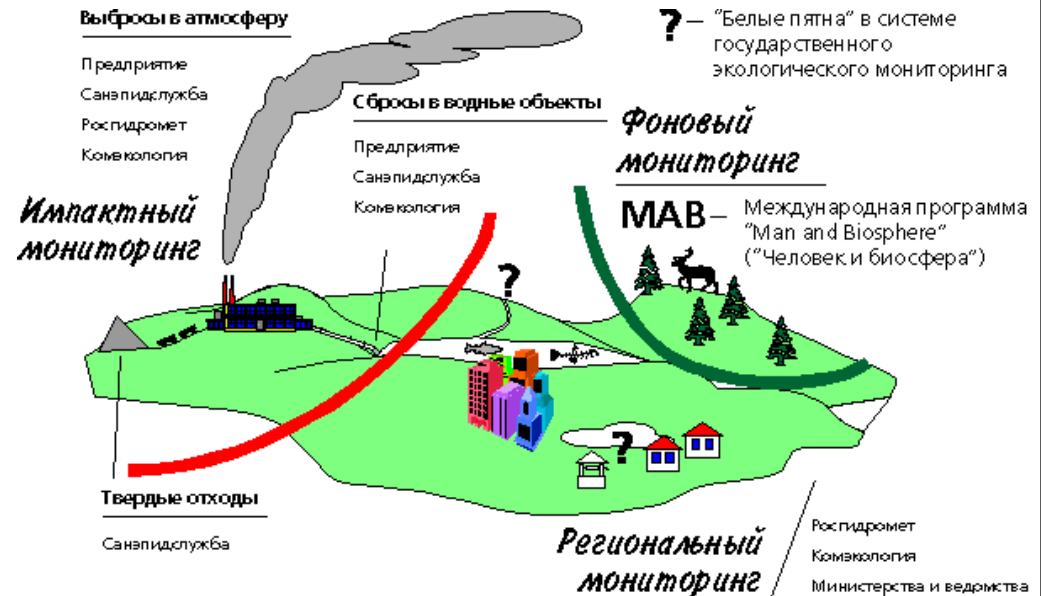 Выбросы в атмосферу
Предприятие
Санэпидслужба
Росгидромет
Комэкология
Импактный
мониторинг
Сбросы в водные объекты
Предприятие
Санэпидслужба
Комэкология
? – "Белые пятна" в системе
государственного
экологического мониторинга
Фоновый
мониторинг
МАВ – Международная программа
"Man and Biosphere"
("Человек и биосфера")
?
?
Твердые отходы
Санэпидслужба
Региональный
мониторинг
Росгидромет
Комэкология
Министерства и ведомства